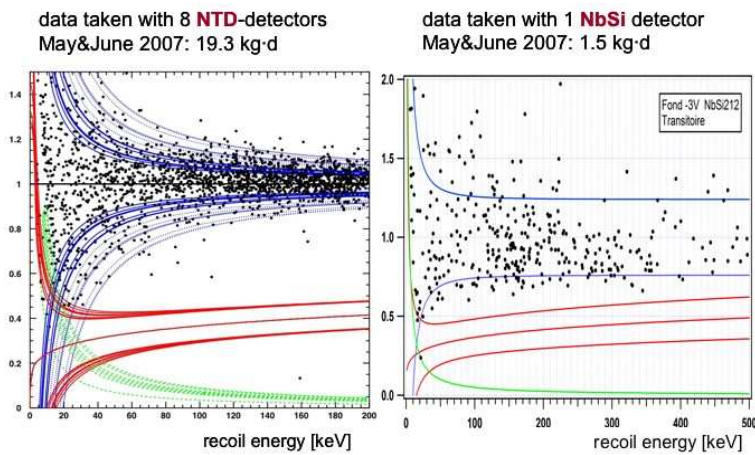 data taken with 8 NTD-detectors
May&June 2007: 19.3 kg·d
data taken with 1 NbSi detector
May&June 2007: 1.5 kg·d
1.4
1.2
1
0.8
0.6
0.4
0.2
0
0 20 40 60 80 100 120 140 160 180 200
recoil energy [keV]
2.0
1.5
1.0
0.5
0.0
Fond -3V NbSi212
Transitoire
0 100 200 300 400 500
recoil energy [keV]